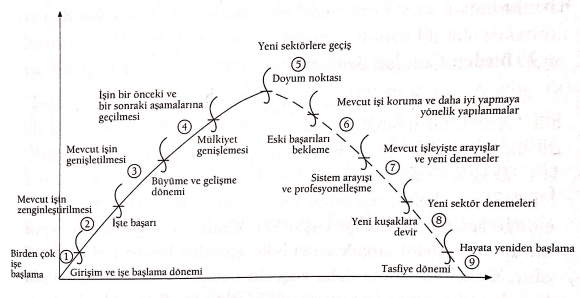 Yeni sektörlere geçiş
⑤
Doyum noktası
İşin bir önceki ve
bir sonraki aşamalarına
geçilmesi
④
Mülkiyet
genişlemesi
Mevcut işi koruma ve daha iyi yapmaya
yönelik yapılanmalar
⑥
Eski başarıları
bekleme
Mevcut işin
genişletilmesi
③
Büyüme ve gelişme
dönemi
Mevcut işleyişte arayışlar
ve yeni denemeler
⑦
Sistem arayışı
ve profesyonelleşme
Mevcut işin
zenginleştirilmesi
②
İşte başarı
Yeni sektör denemeleri
⑧
Yeni kuşaklara
devir
Birden çok
işe
başlama
①
Girişim ve işe başlama dönemi
Hayata yeniden başlama
⑨
Tasfiye dönemi